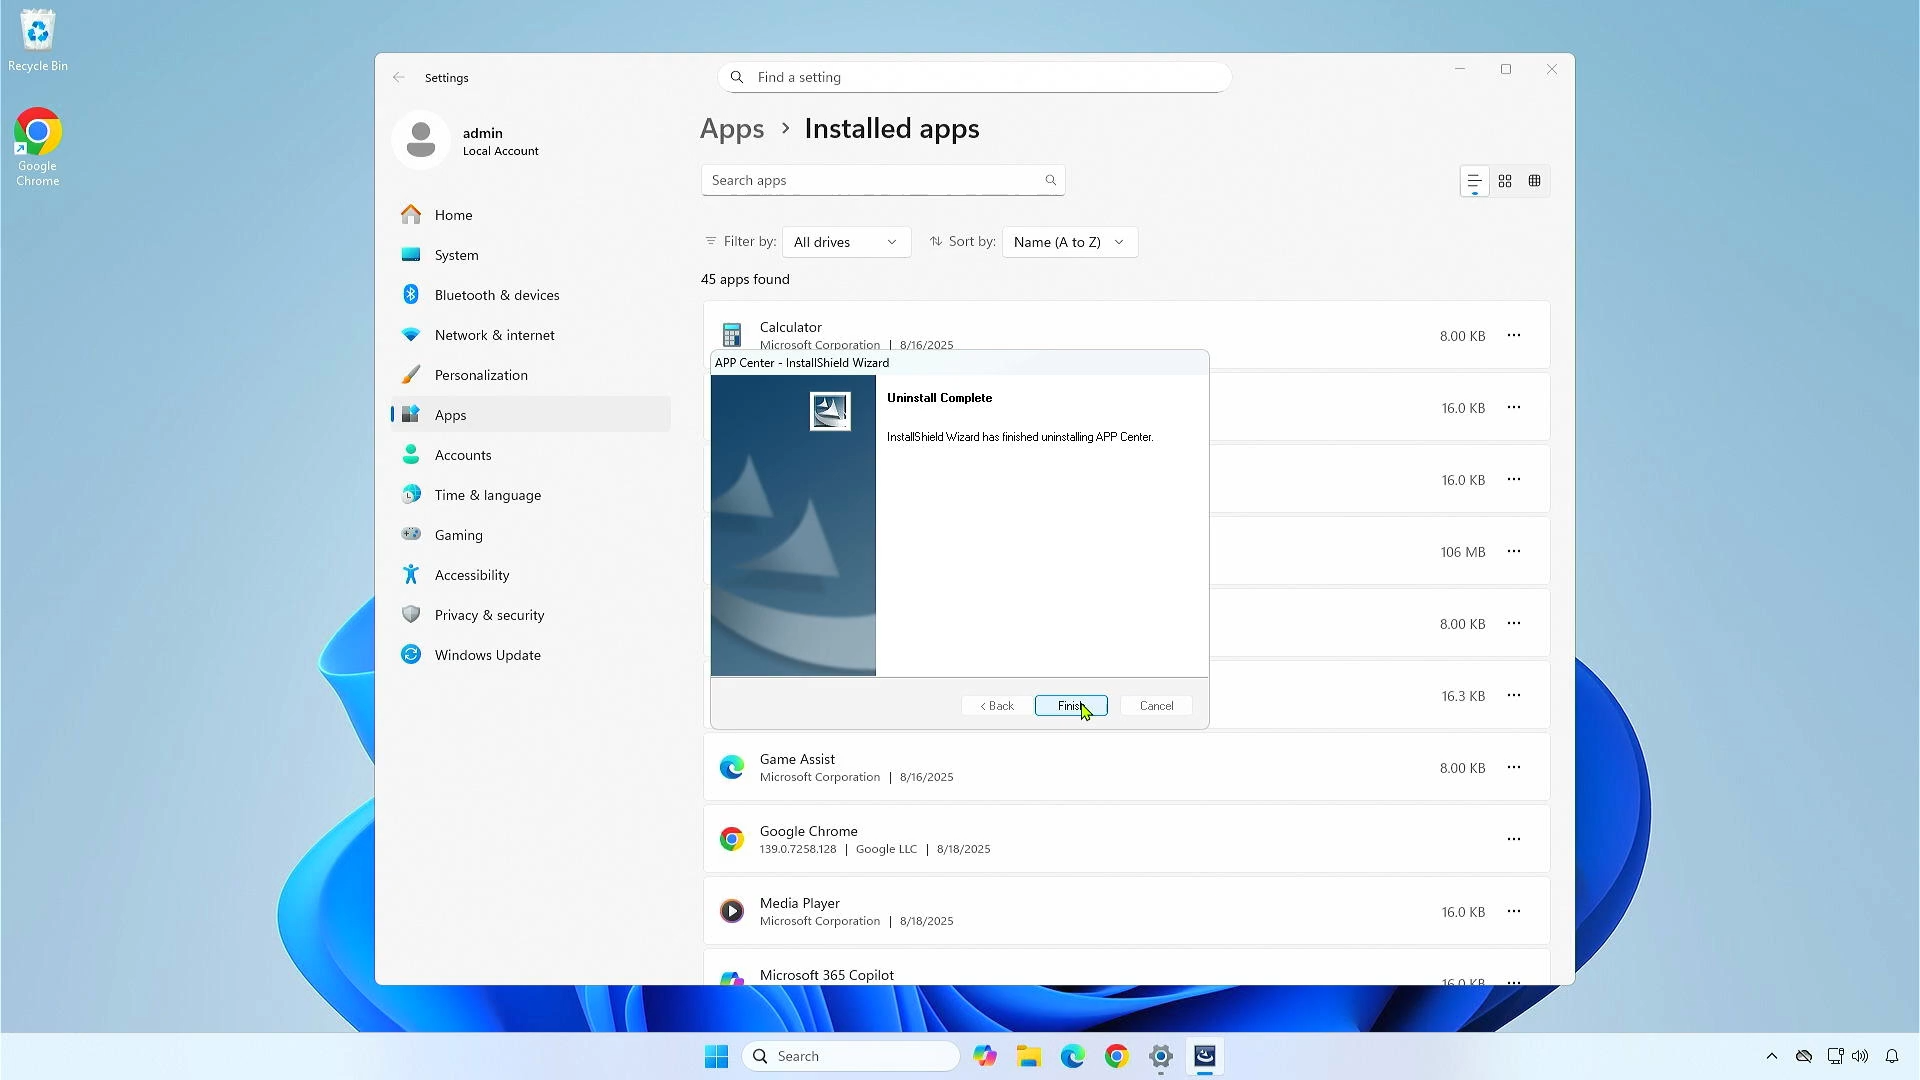 Recycle Bin
Google
Chrome
Settings
Find a setting
admin
Local Account
Home
System
Bluetooth & devices
Network & internet
Personalization
Apps
Accounts
Time & language
Gaming
Accessibility
Privacy & security
Windows Update
Apps > Installed apps
Search apps
Filter by: All drives
Sort by: Name (A to Z)
45 apps found
Calculator
Microsoft Corporation | 8/16/2025
8.00 KB
APP Center - InstallShield Wizard
Uninstall Complete
InstallShield Wizard has finished uninstalling APP Center.
< Back
Finish
Cancel
16.0 KB
16.0 KB
106 MB
8.00 KB
16.3 KB
Game Assist
Microsoft Corporation | 8/16/2025
8.00 KB
Google Chrome
139.0.7258.128 | Google LLC | 8/18/2025
Media Player
Microsoft Corporation | 8/18/2025
16.0 KB
Microsoft 365 Copilot
16.0 KB
Search